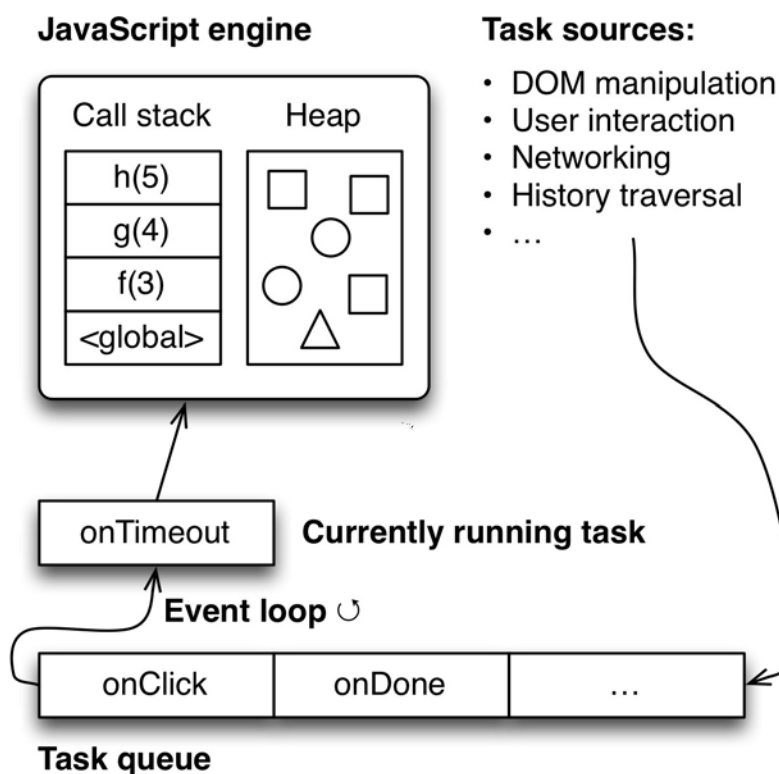 JavaScript engine
Call stack
Heap
h(5)
g(4)
f(3)
<global>
Task sources:
• DOM manipulation
• User interaction
• Networking
• History traversal
• ...
onTimeout
Currently running task
Event loop ↺
onClick
onDone
...
Task queue